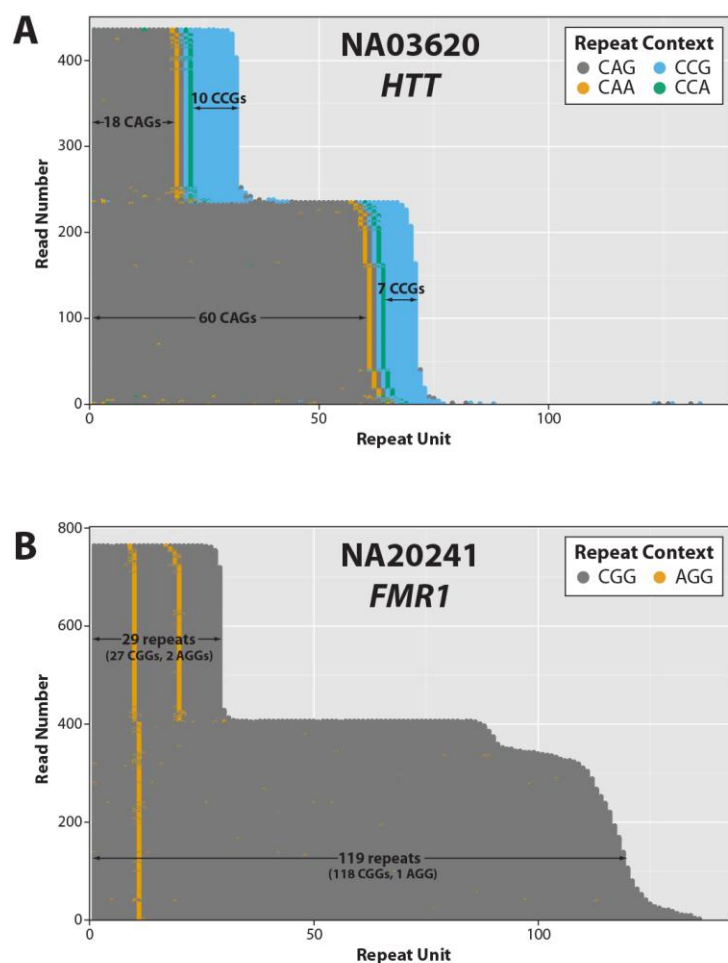 A
NA03620
HTT
Repeat Context
CAG
CCG
CAA
CCA
10 CCGs
18 CAGs
7 CCGs
60 CAGs
Read Number
400
300
200
100
0
0
50
100
Repeat Unit
B
NA20241
FMR1
Repeat Context
CGG
AGG
29 repeats
(27 CGGs, 2 AGGs)
119 repeats
(118 CGGs, 1 AGG)
Read Number
800
600
400
200
0
0
50
100
Repeat Unit